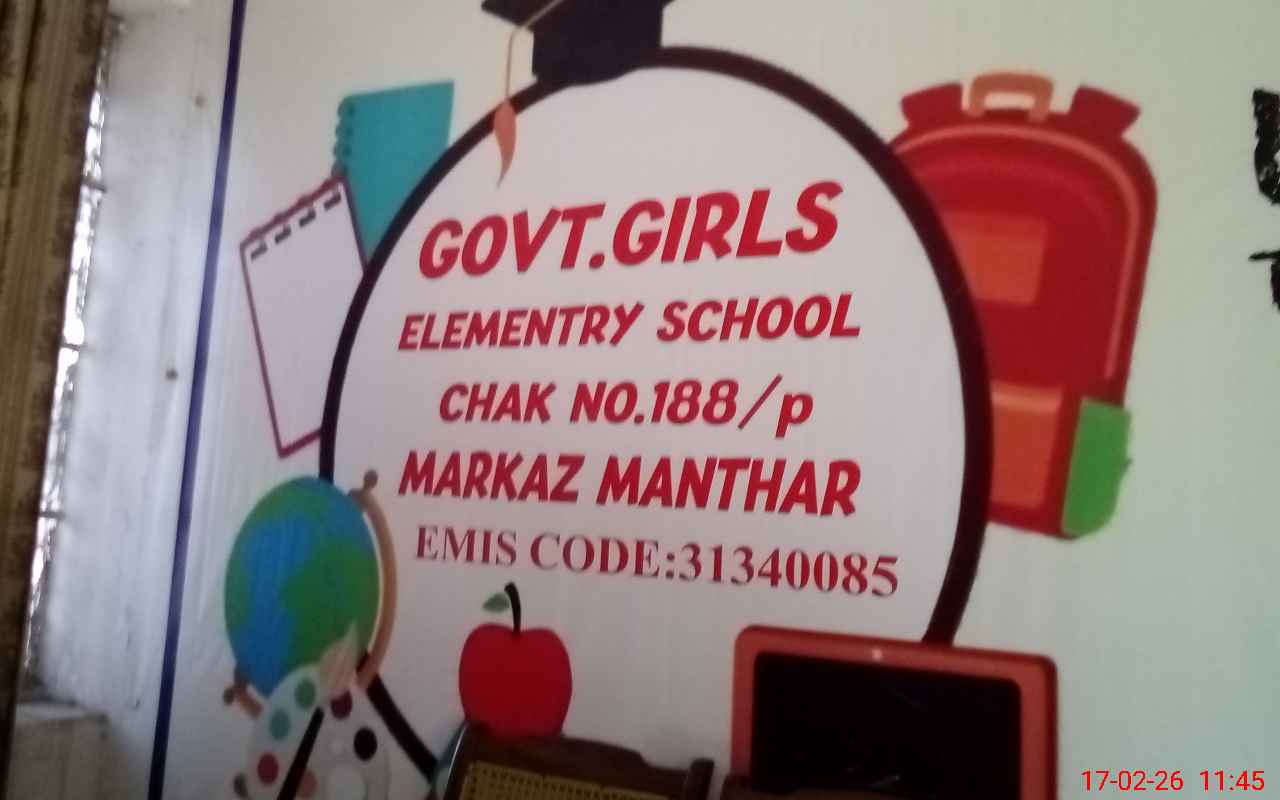 GOVT.GIRLS
ELEMENTRY SCHOOL
CHAK NO.188/p
MARKAZ MANTHAR
EMIS CODE:31340085
17-02-26 11:45